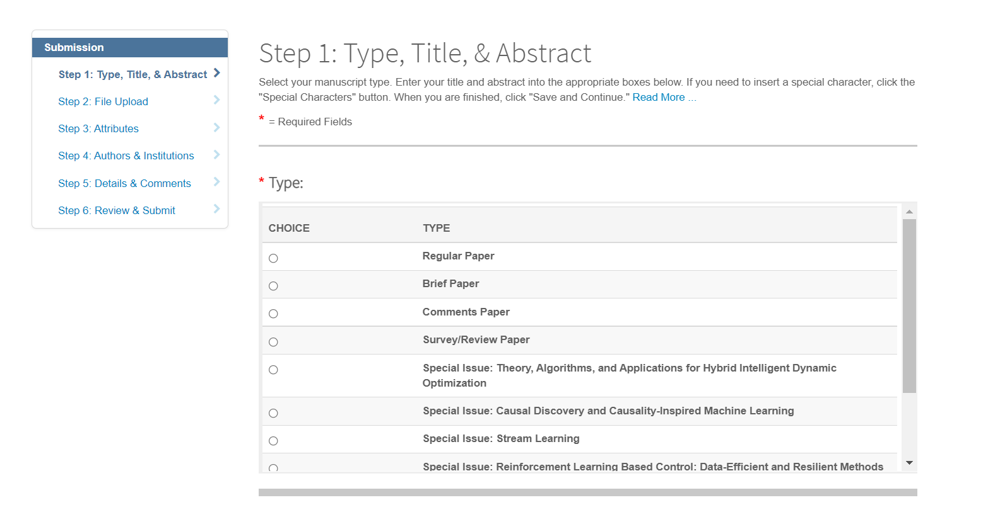 Submission
Step 1: Type, Title, & Abstract
Step 2: File Upload
Step 3: Attributes
Step 4: Authors & Institutions
Step 5: Details & Comments
Step 6: Review & Submit
Step 1: Type, Title, & Abstract
Select your manuscript type. Enter your title and abstract into the appropriate boxes below. If you need to insert a special character, click the
"Special Characters" button. When you are finished, click "Save and Continue." Read More ...
* = Required Fields
* Type:
CHOICE TYPE
Regular Paper
Brief Paper
Comments Paper
Survey/Review Paper
Special Issue: Theory, Algorithms, and Applications for Hybrid Intelligent Dynamic
Optimization
Special Issue: Causal Discovery and Causality-Inspired Machine Learning
Special Issue: Stream Learning
Special Issue: Reinforcement Learning Based Control: Data-Efficient and Resilient Methods